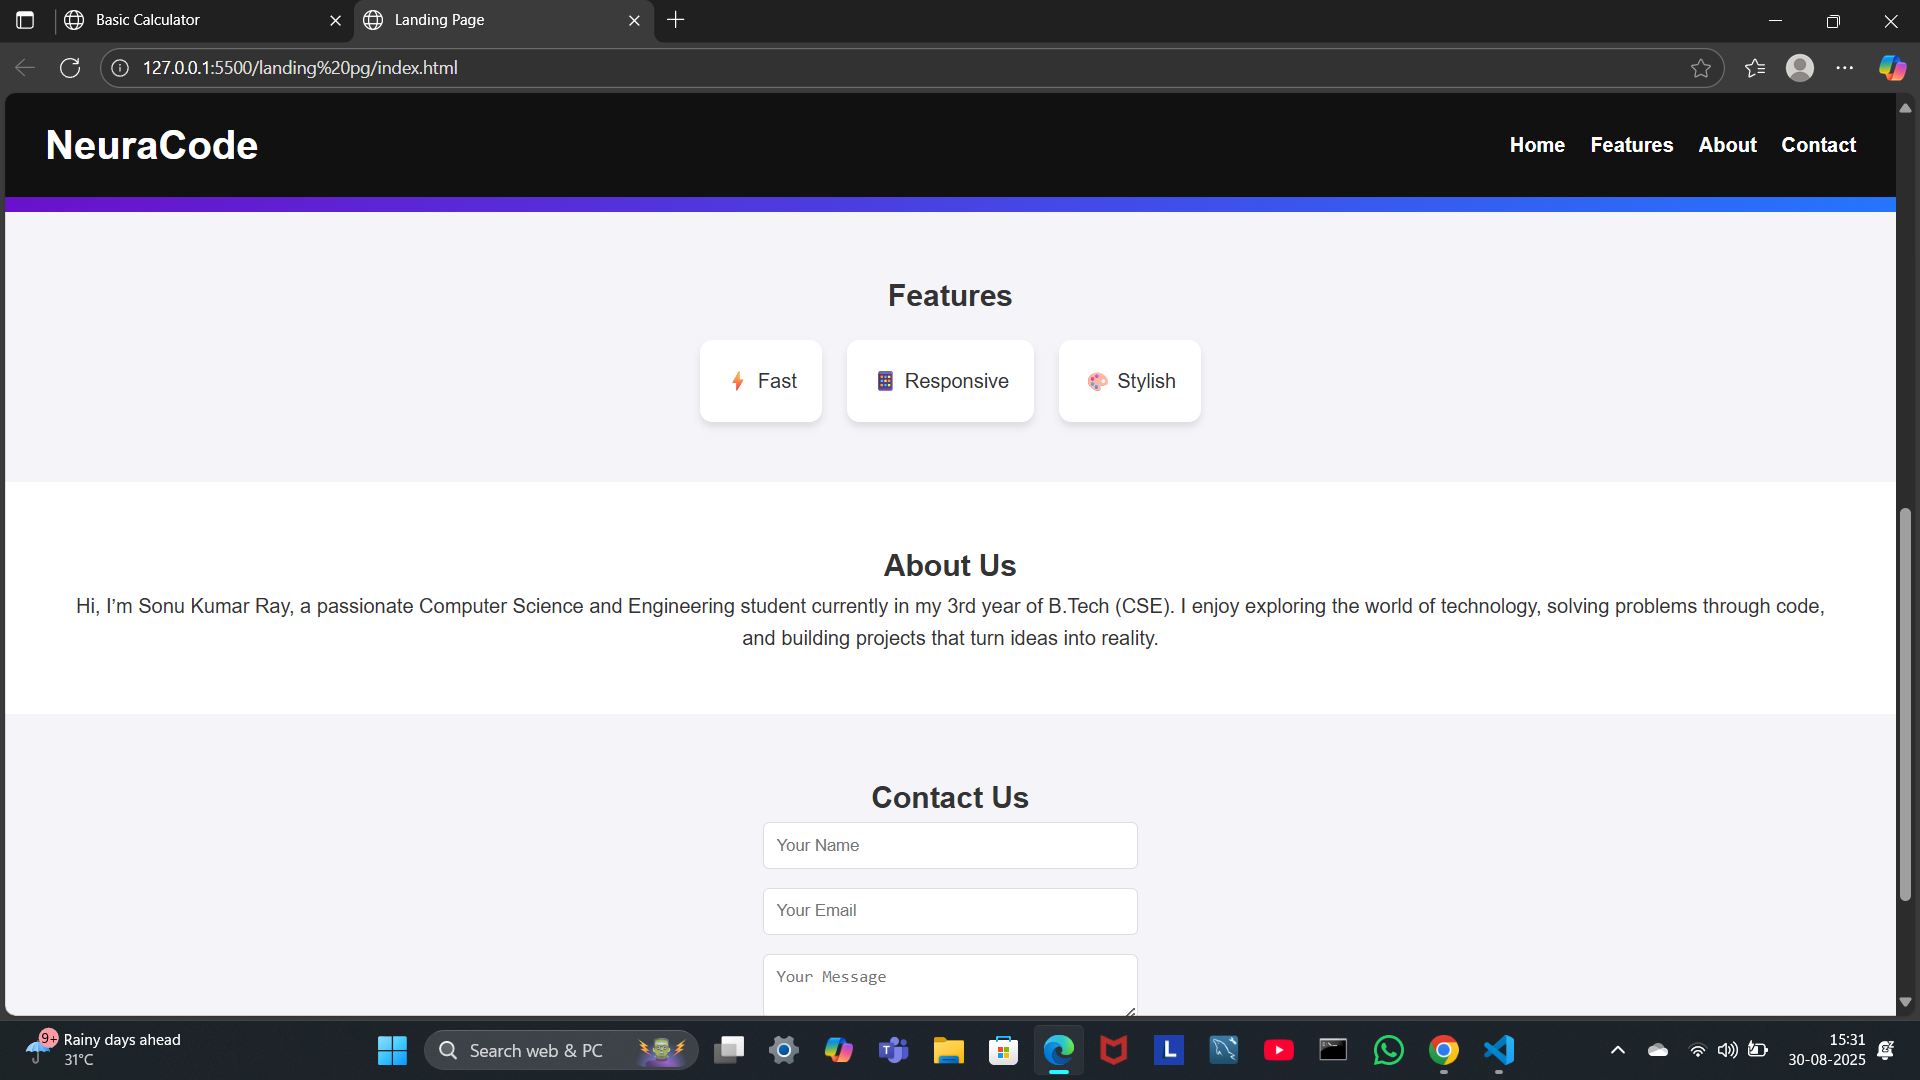 Basic Calculator
Landing Page
127.0.0.1:5500/landing%20pg/index.html
NeuraCode
Home Features About Contact
Features
Fast
Responsive
Stylish
About Us
Hi, I’m Sonu Kumar Ray, a passionate Computer Science and Engineering student currently in my 3rd year of B.Tech (CSE). I enjoy exploring the world of technology, solving problems through code,
and building projects that turn ideas into reality.
Contact Us
Your Name
Your Email
Your Message
9+
Rainy days ahead
31°C
Search web & PC
T
L
15:31
30-08-2025